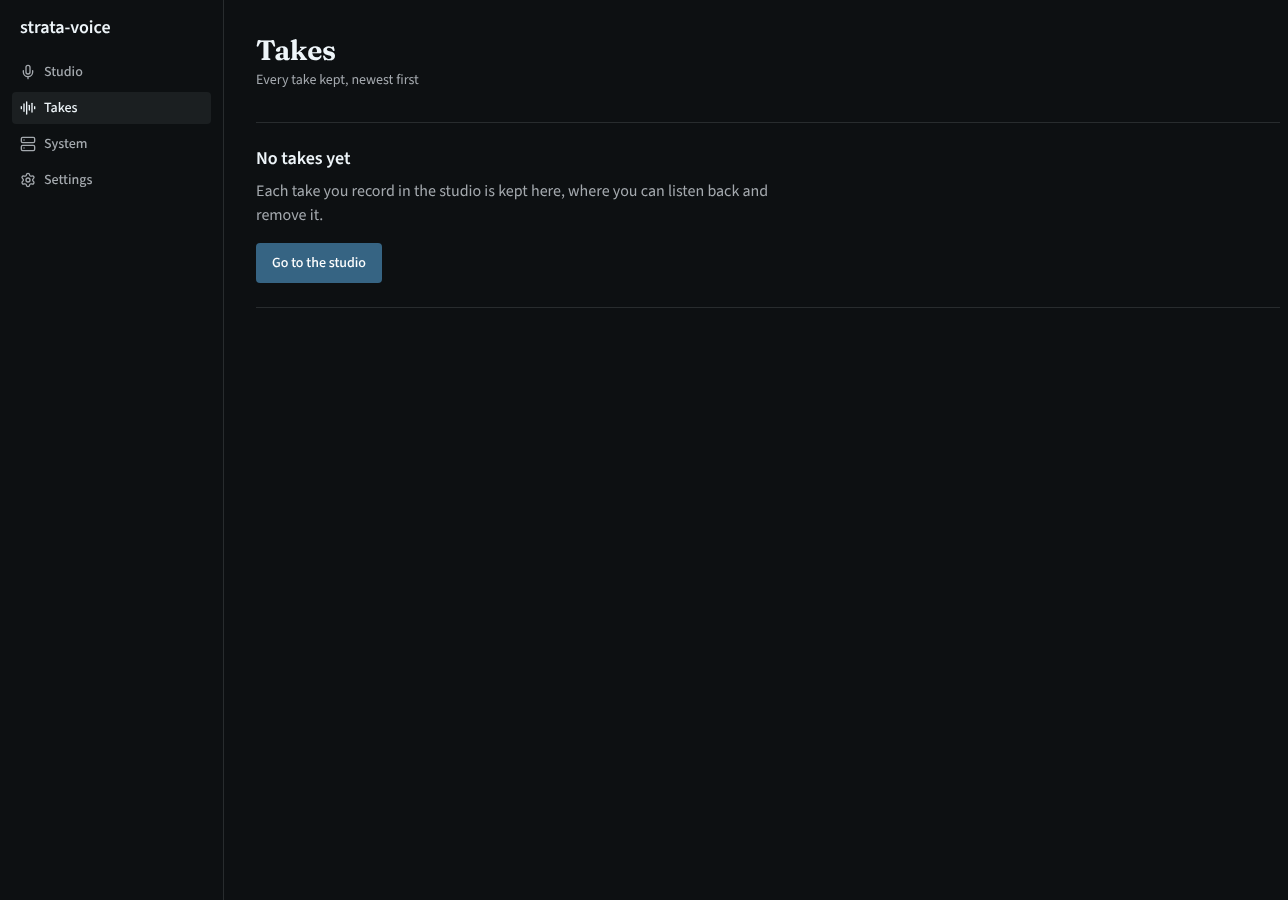 strata-voice
Studio
Takes
System
Settings
Takes
Every take kept, newest first
No takes yet
Each take you record in the studio is kept here, where you can listen back and
remove it.
Go to the studio